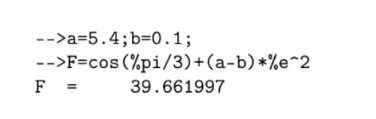 -->a=5.4;b=0.1;
-->F=cos(%pi/3)+(a-b)*%e^2
F  =     39.661997